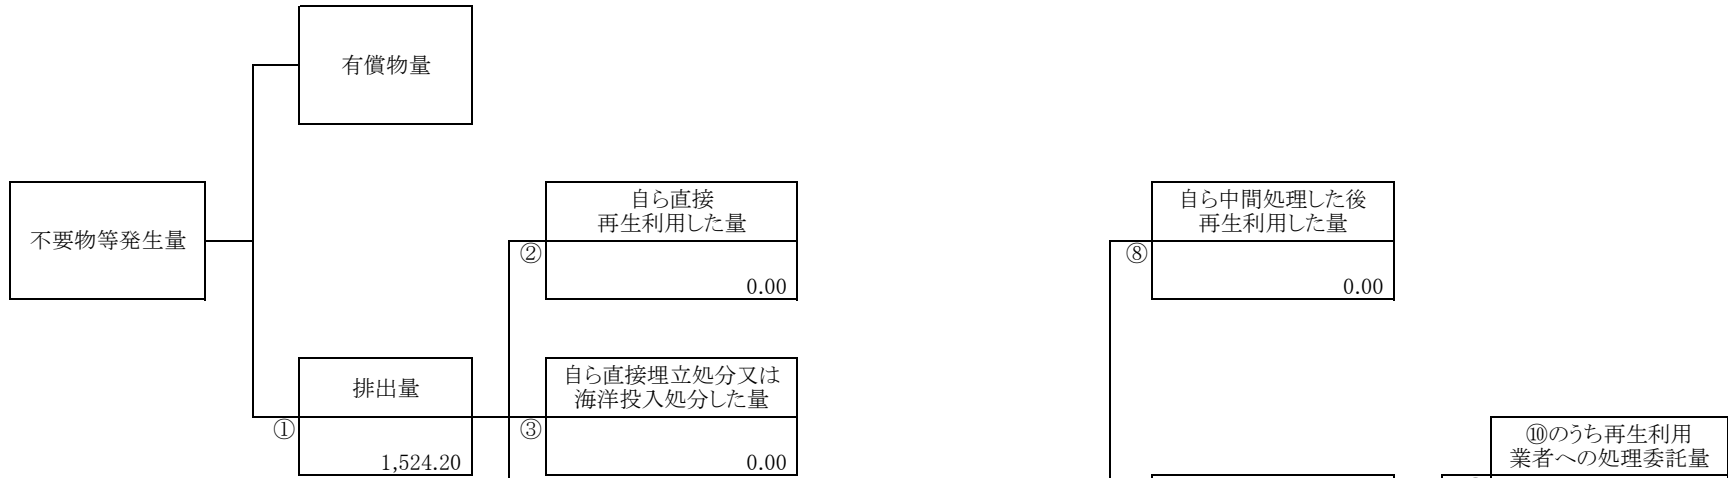 有償物量
不要物等発生量
自ら直接
再生利用した量
②
0.00
自ら中間処理した後
再生利用した量
⑧
0.00
排出量
①
1,524.20
自ら直接埋立処分又は
海洋投入処分した量
③
0.00
⑩のうち再生利用
業者への処理委託量